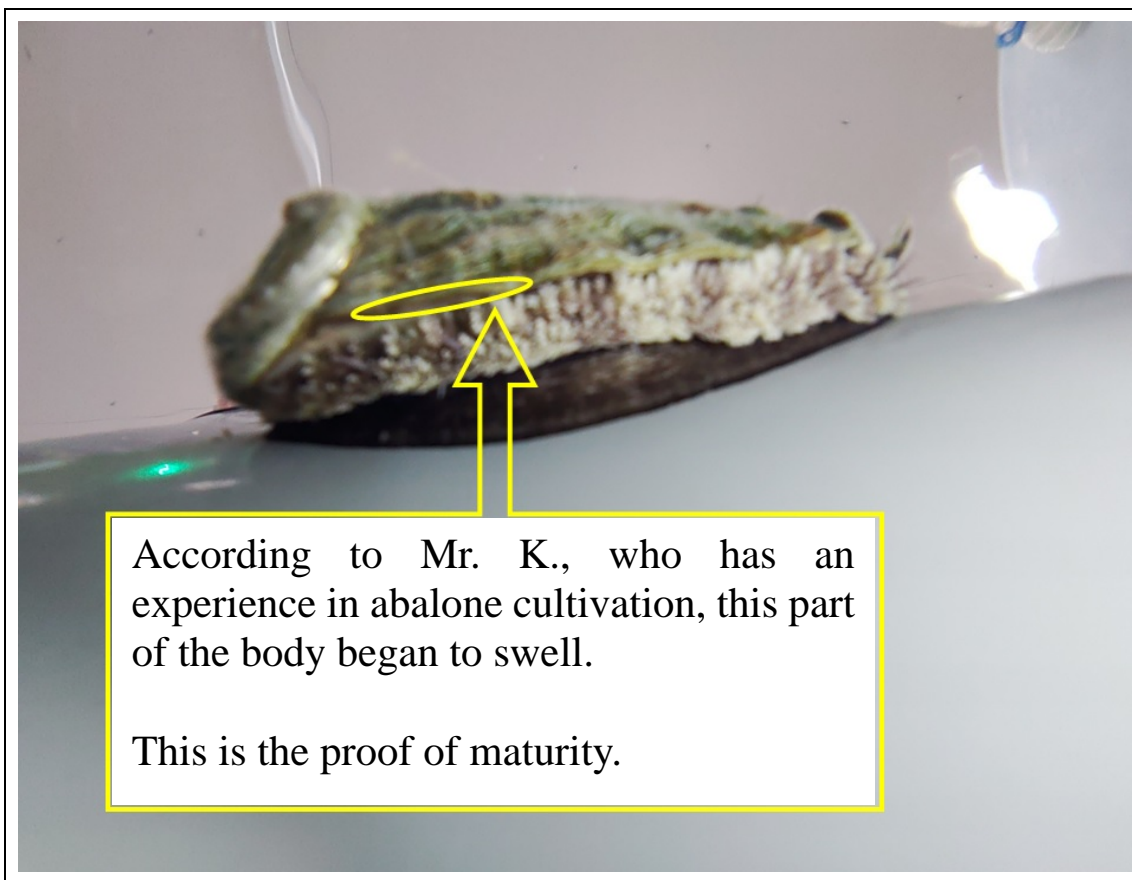 According to Mr. K., who has an
experience in abalone cultivation, this part
of the body began to swell.
This is the proof of maturity.